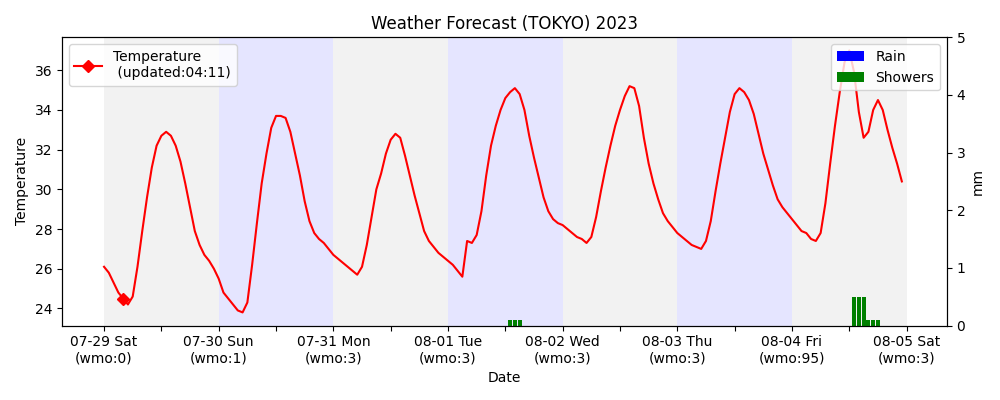 Weather Forecast (TOKYO) 2023
Temperature
(updated:04:11)
Rain
Showers
36
34
32
30
28
26
24
Temperature
5
4
3
2
1
0
mm
07-29 Sat
(wmo:0)
07-30 Sun
(wmo:1)
07-31 Mon
(wmo:3)
08-01 Tue
(wmo:3)
08-02 Wed
(wmo:3)
08-03 Thu
(wmo:3)
08-04 Fri
(wmo:95)
08-05 Sat
(wmo:3)
Date